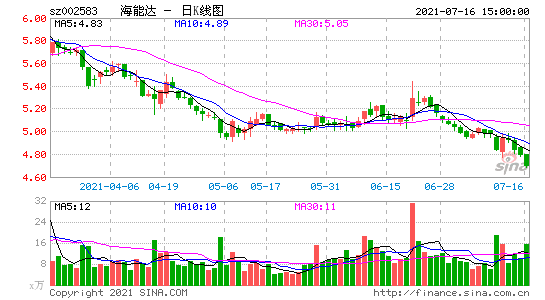 sz002583 海能达 - 日K线图 2021-07-16 15:00:00
MA5:4.83 MA10:4.89 MA30:5.05
6.00
5.80
5.60
5.40
5.20
5.00
4.80
4.60
sina
2021-04-06 04-19 05-06 05-17 05-31 06-15 06-28 07-16
MA5:12 MA10:10 MA30:11
32
24
16
8
x万
Copyright 2021 SINA.COM http://finance.sina.com.cn